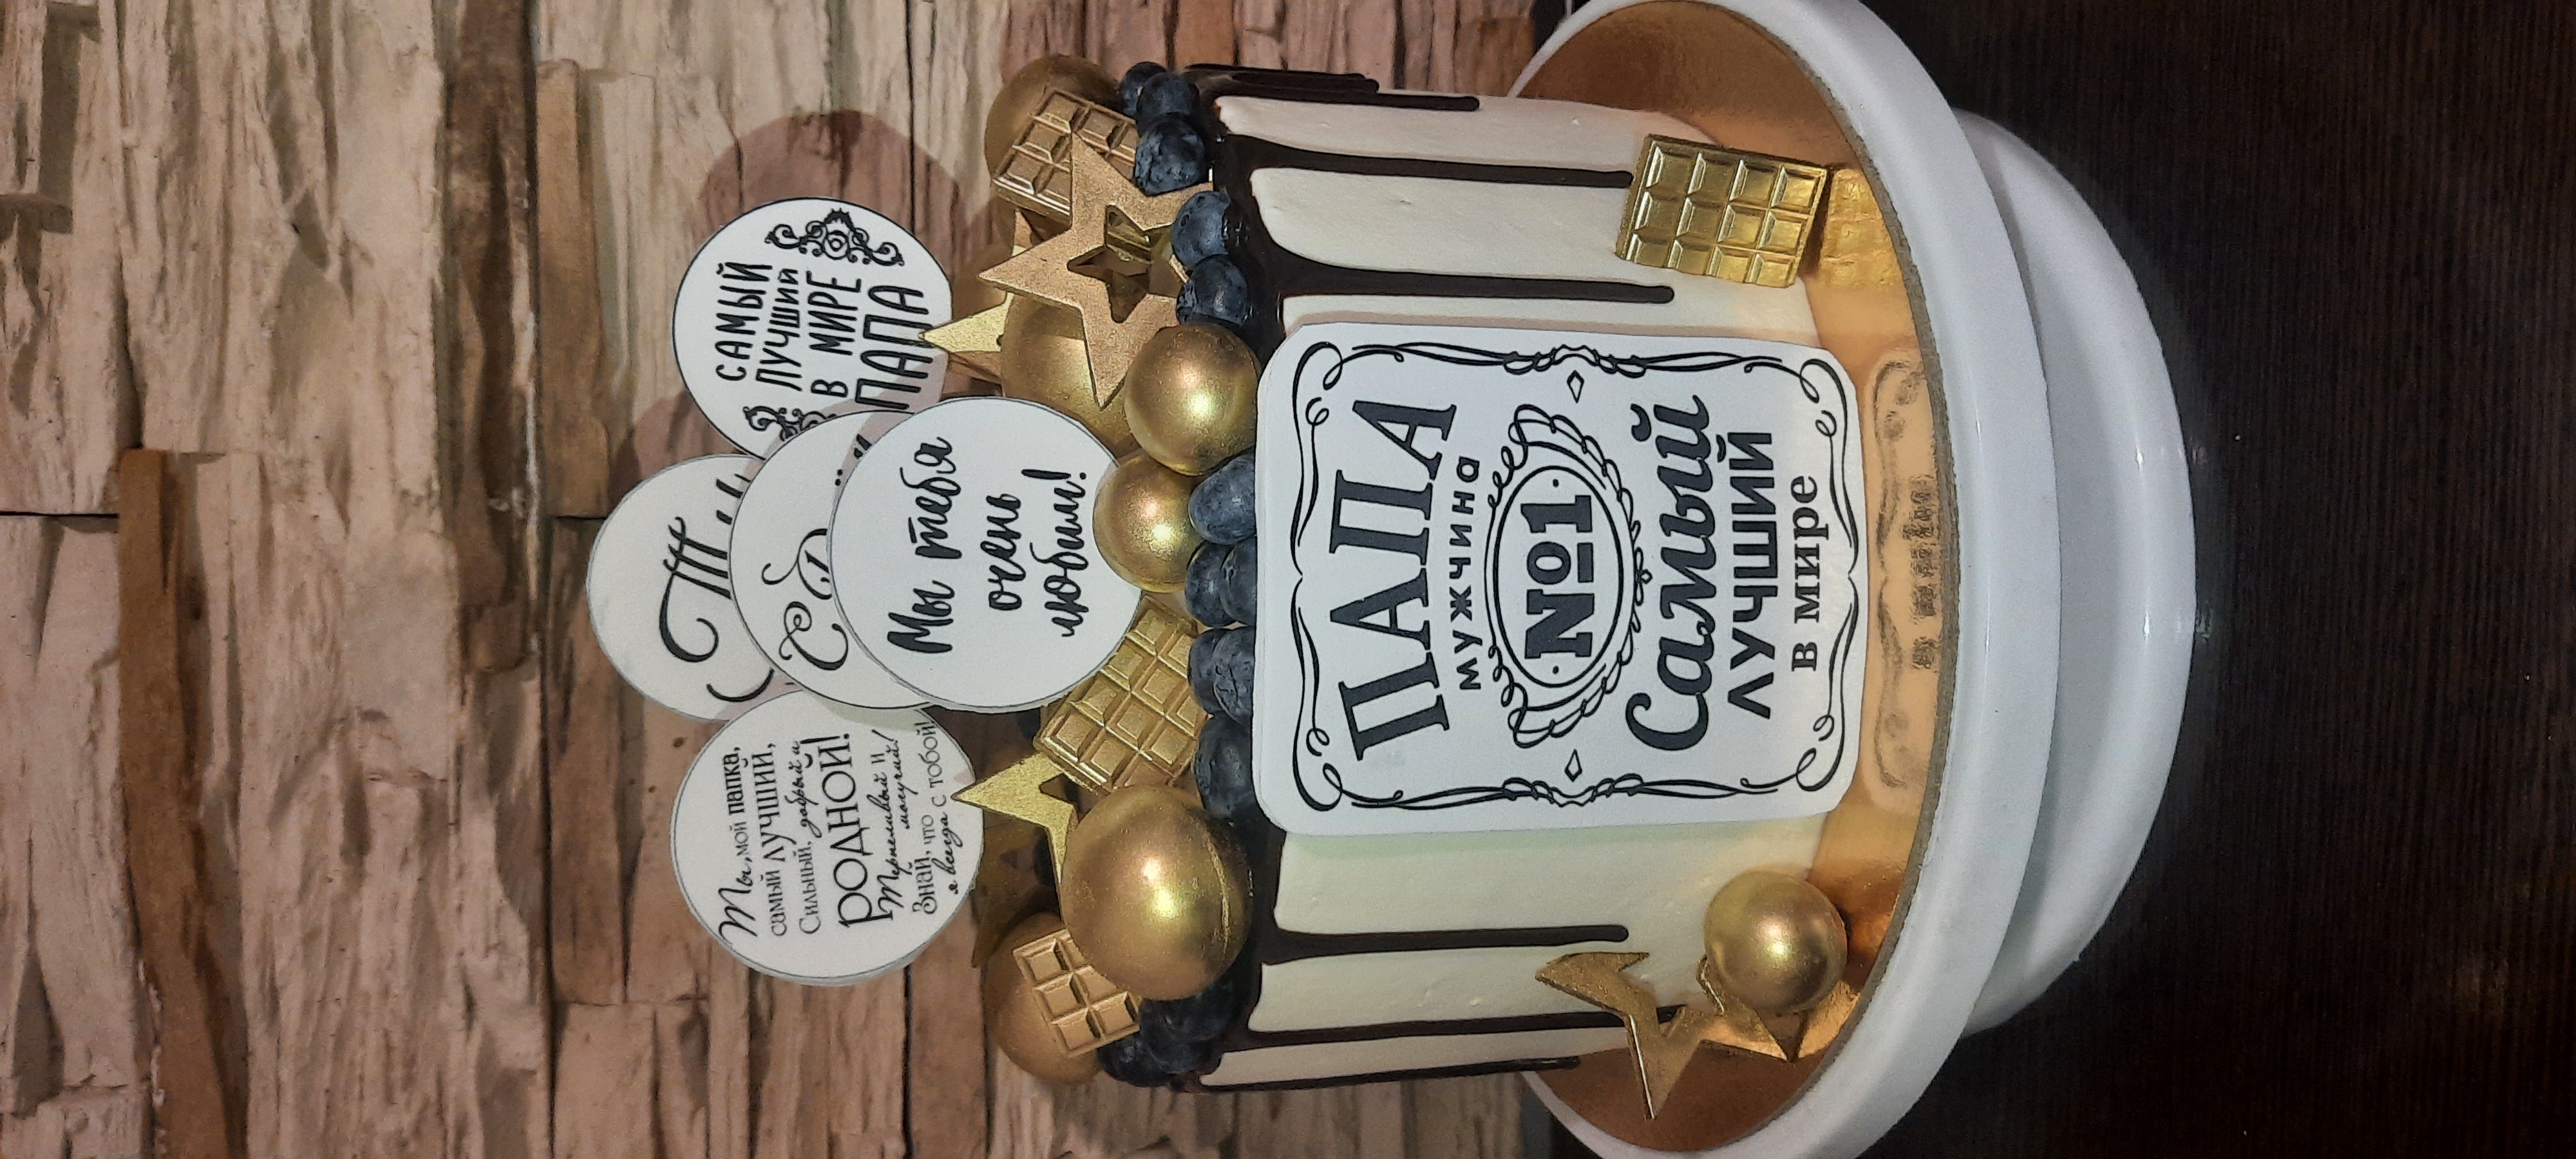 Ты, мой папка,
самый лучший,
Сильный, добрый и
родной!
Терпеливый и
могучий!
Знай, что
я всегда с тобой!
САМЫЙ
ЛУЧШИЙ
В МИРЕ
ПАПА
Мы тебя
очень
любим!
ПАПА
мужчина
№1
Самый
ЛУЧШИЙ
в мире